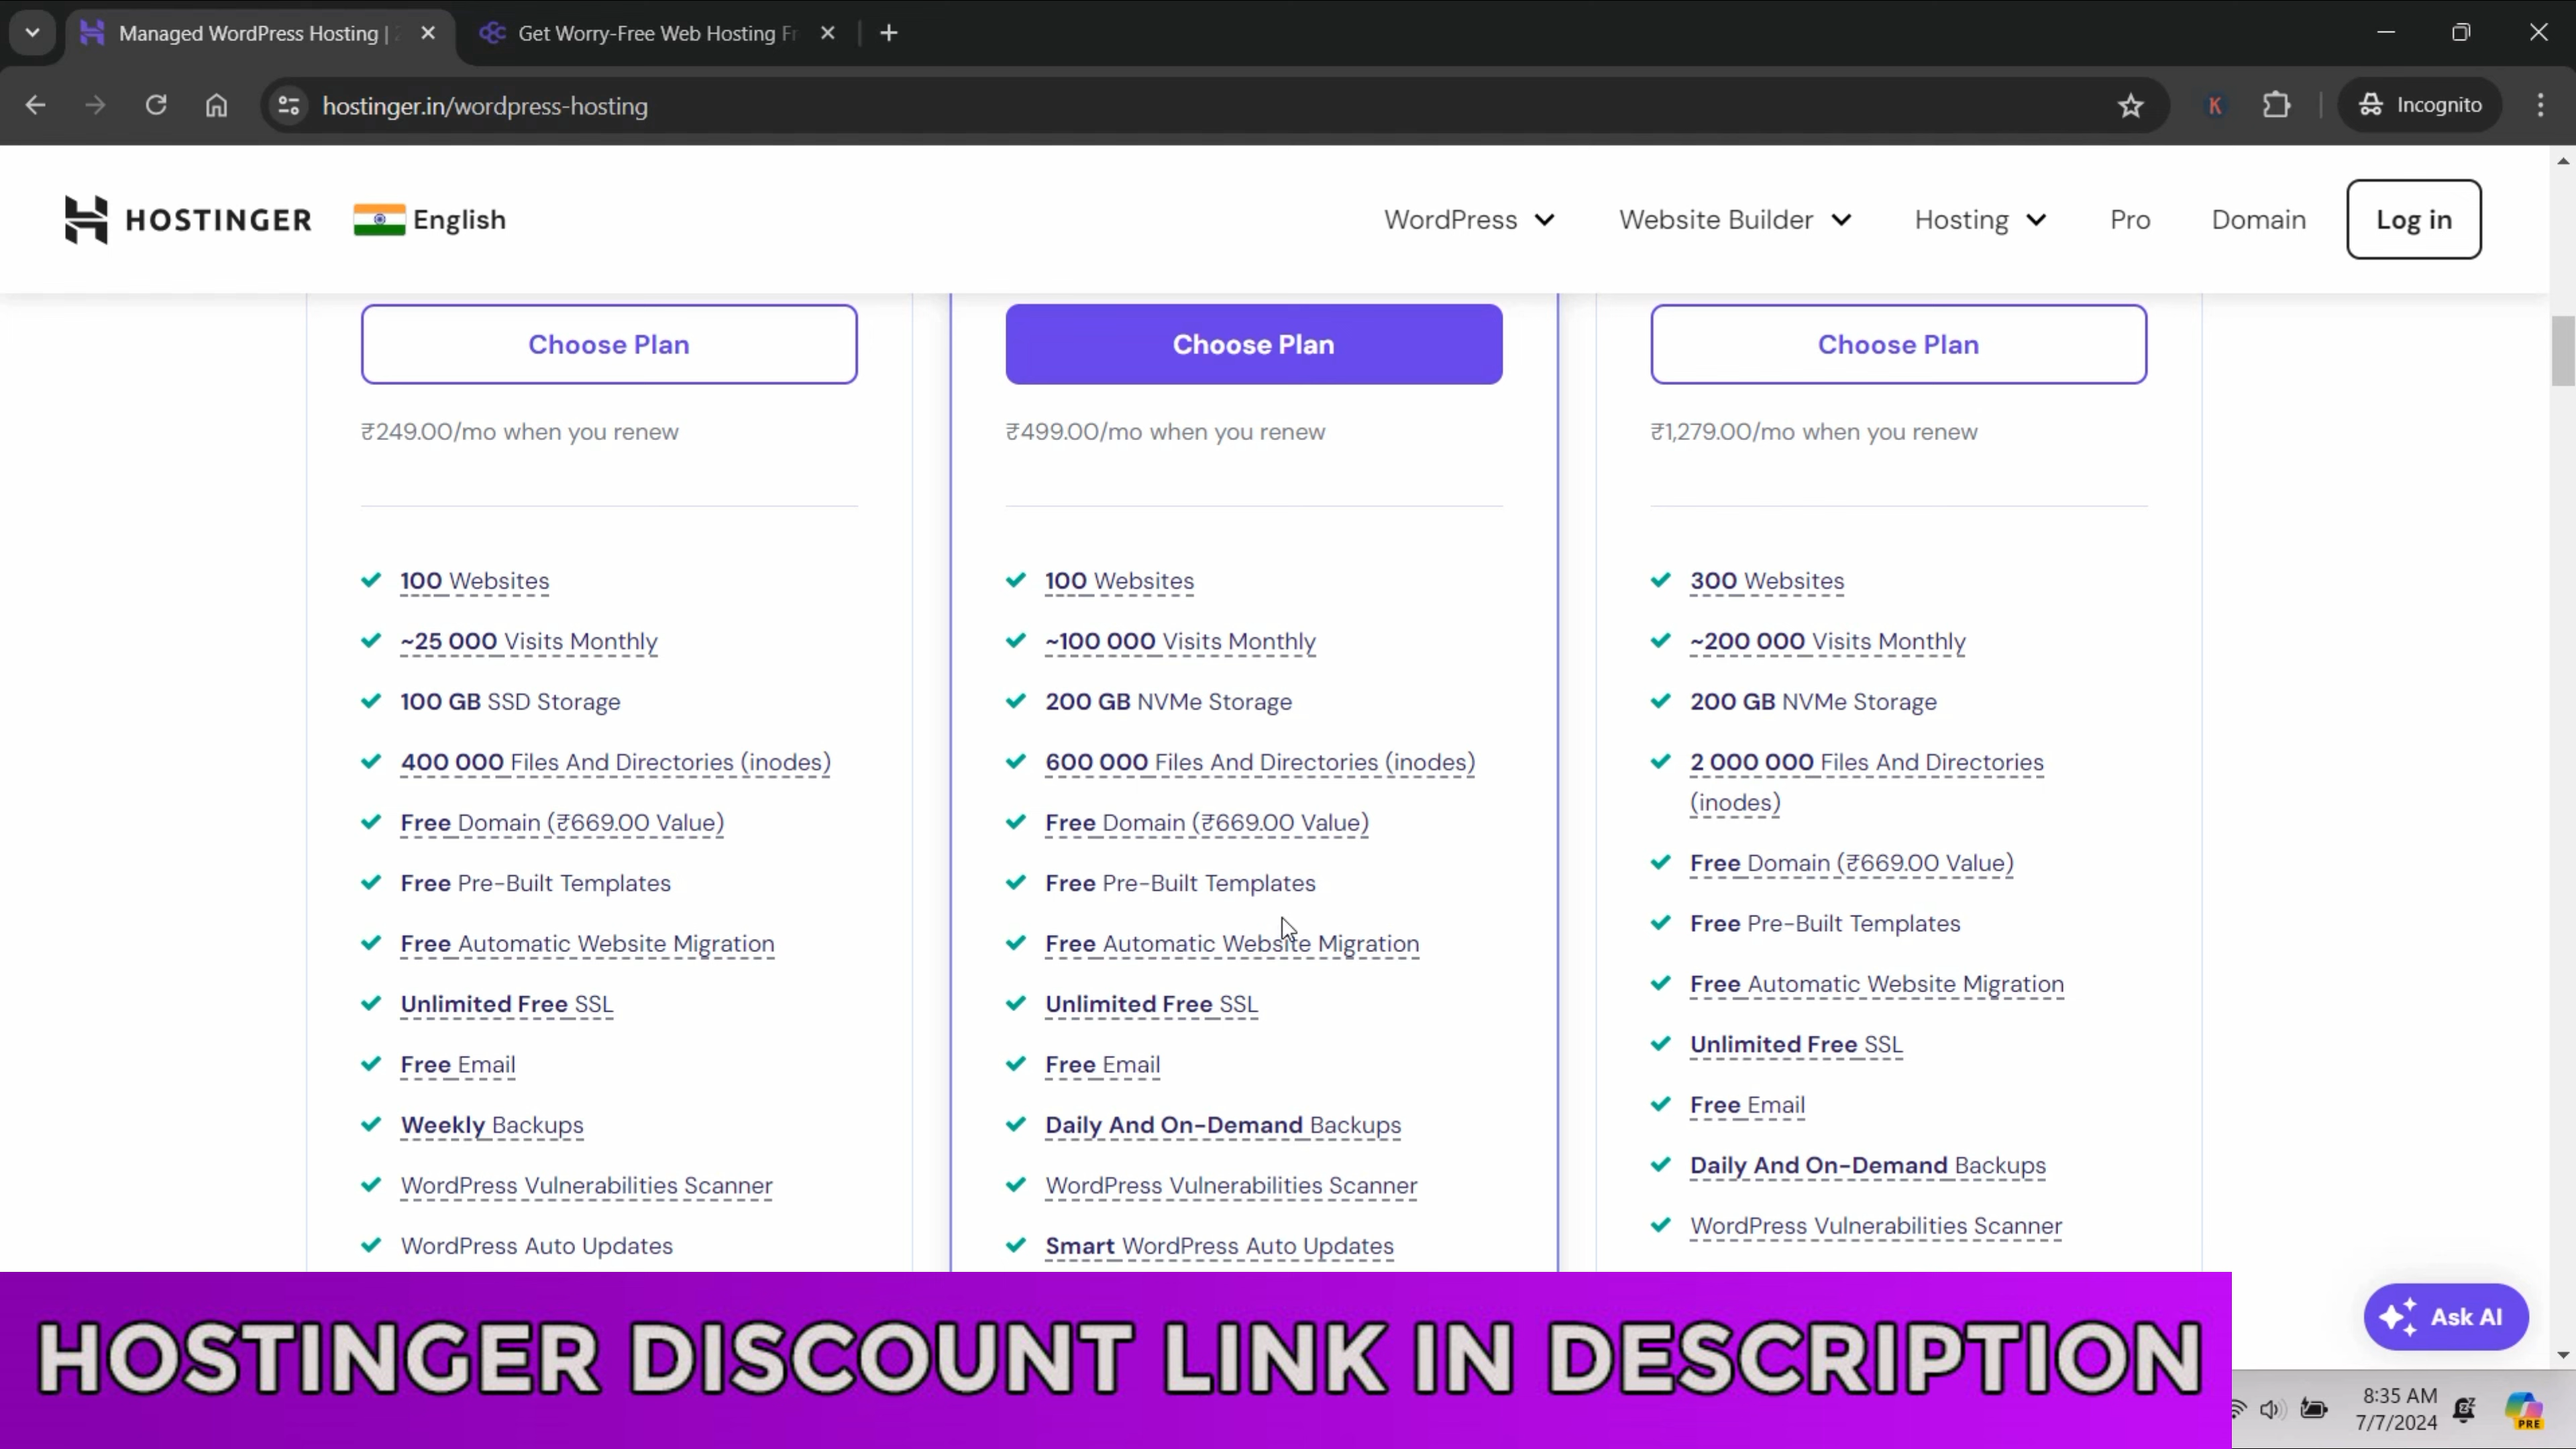 Managed WordPress Hosting |
Get Worry-Free Web Hosting Fr
hostinger.in/wordpress-hosting
K
Incognito
HOSTINGER
English
WordPress
Website Builder
Hosting
Pro
Domain
Log in
Choose Plan
₹249.00/mo when you renew
100 Websites
~25 000 Visits Monthly
100 GB SSD Storage
400 000 Files And Directories (inodes)
Free Domain (₹669.00 Value)
Free Pre-Built Templates
Free Automatic Website Migration
Unlimited Free SSL
Free Email
Weekly Backups
WordPress Vulnerabilities Scanner
WordPress Auto Updates
Choose Plan
₹499.00/mo when you renew
100 Websites
~100 000 Visits Monthly
200 GB NVMe Storage
600 000 Files And Directories (inodes)
Free Domain (₹669.00 Value)
Free Pre-Built Templates
Free Automatic Website Migration
Unlimited Free SSL
Free Email
Daily And On-Demand Backups
WordPress Vulnerabilities Scanner
Smart WordPress Auto Updates
Choose Plan
₹1,279.00/mo when you renew
300 Websites
~200 000 Visits Monthly
200 GB NVMe Storage
2 000 000 Files And Directories
(inodes)
Free Domain (₹669.00 Value)
Free Pre-Built Templates
Free Automatic Website Migration
Unlimited Free SSL
Free Email
Daily And On-Demand Backups
WordPress Vulnerabilities Scanner
Ask AI
HOSTINGER DISCOUNT LINK IN DESCRIPTION
8:35 AM
7/7/2024
PRE